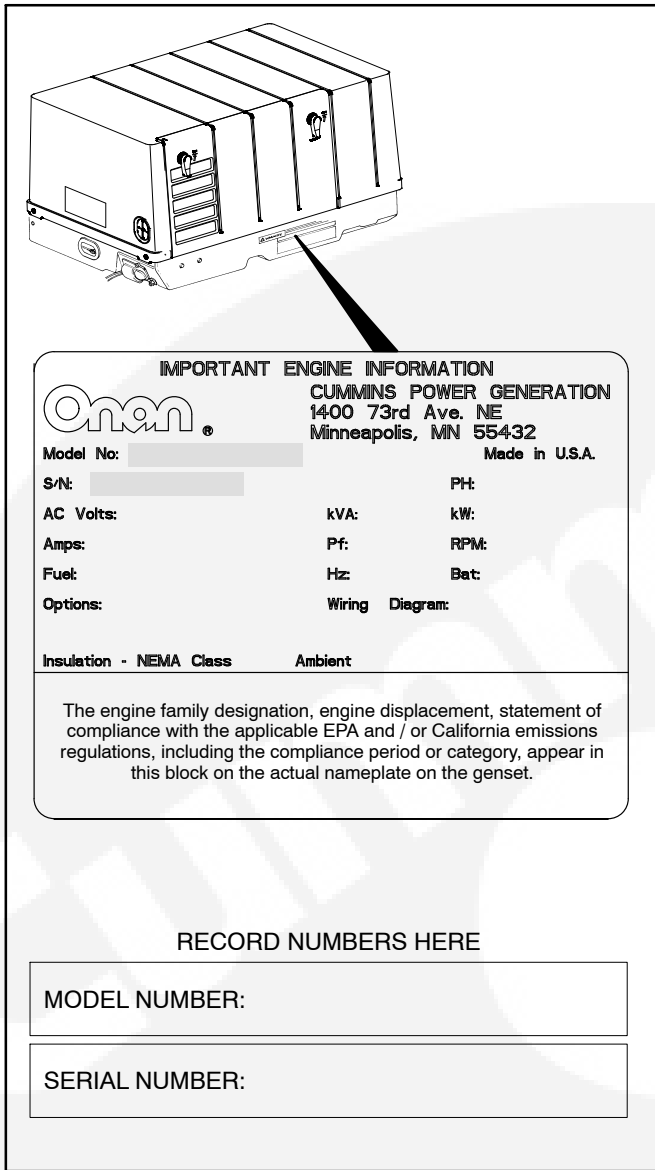 IMPORTANT ENGINE INFORMATION
Onan ®
CUMMINS POWER GENERATION
1400 73rd Ave. NE
Minneapolis, MN 55432
Model No:
Made in U.S.A.
S/N: PH:
AC Volts: kVA: kW:
Amps: Pf: RPM:
Fuel: Hz: Bat:
Options: Wiring Diagram:
Insulation - NEMA Class Ambient
The engine family designation, engine displacement, statement of
compliance with the applicable EPA and / or California emissions
regulations, including the compliance period or category, appear in
this block on the actual nameplate on the genset.
RECORD NUMBERS HERE
MODEL NUMBER:
SERIAL NUMBER: